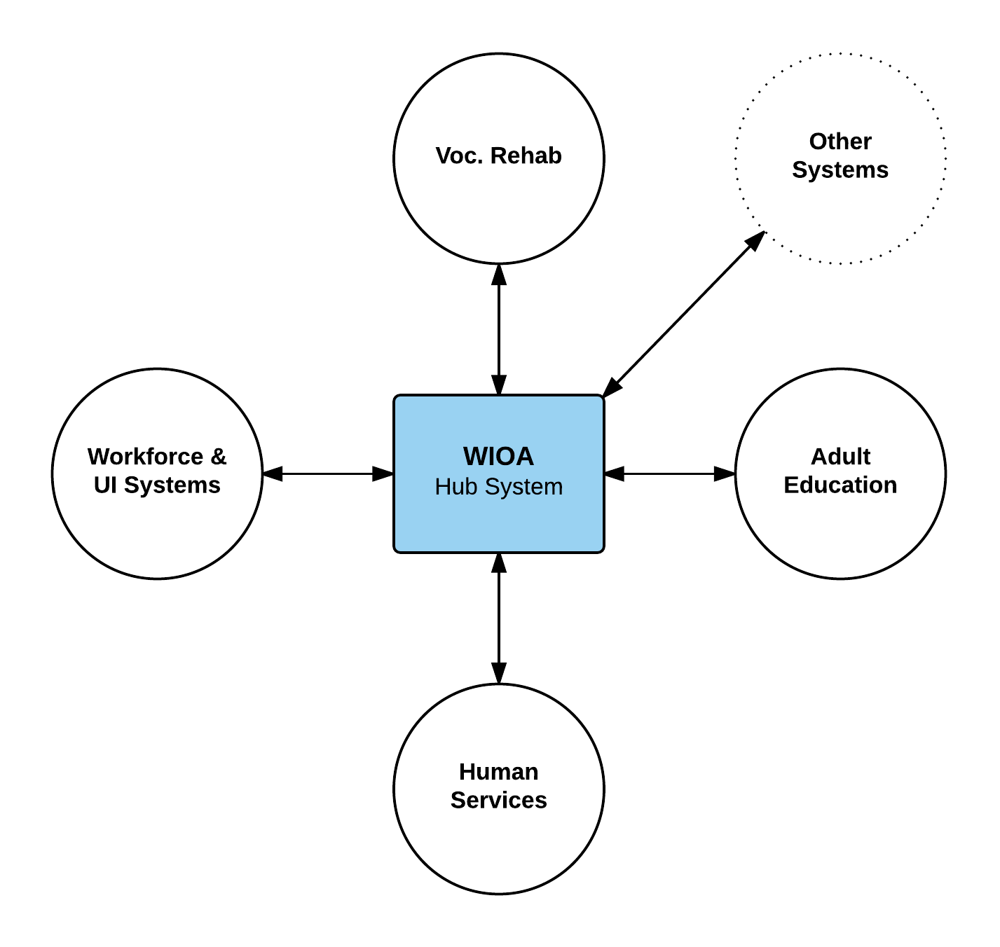 Voc. Rehab
Other
Systems
Workforce &
UI Systems
WIOA
Hub System
Adult
Education
Human
Services